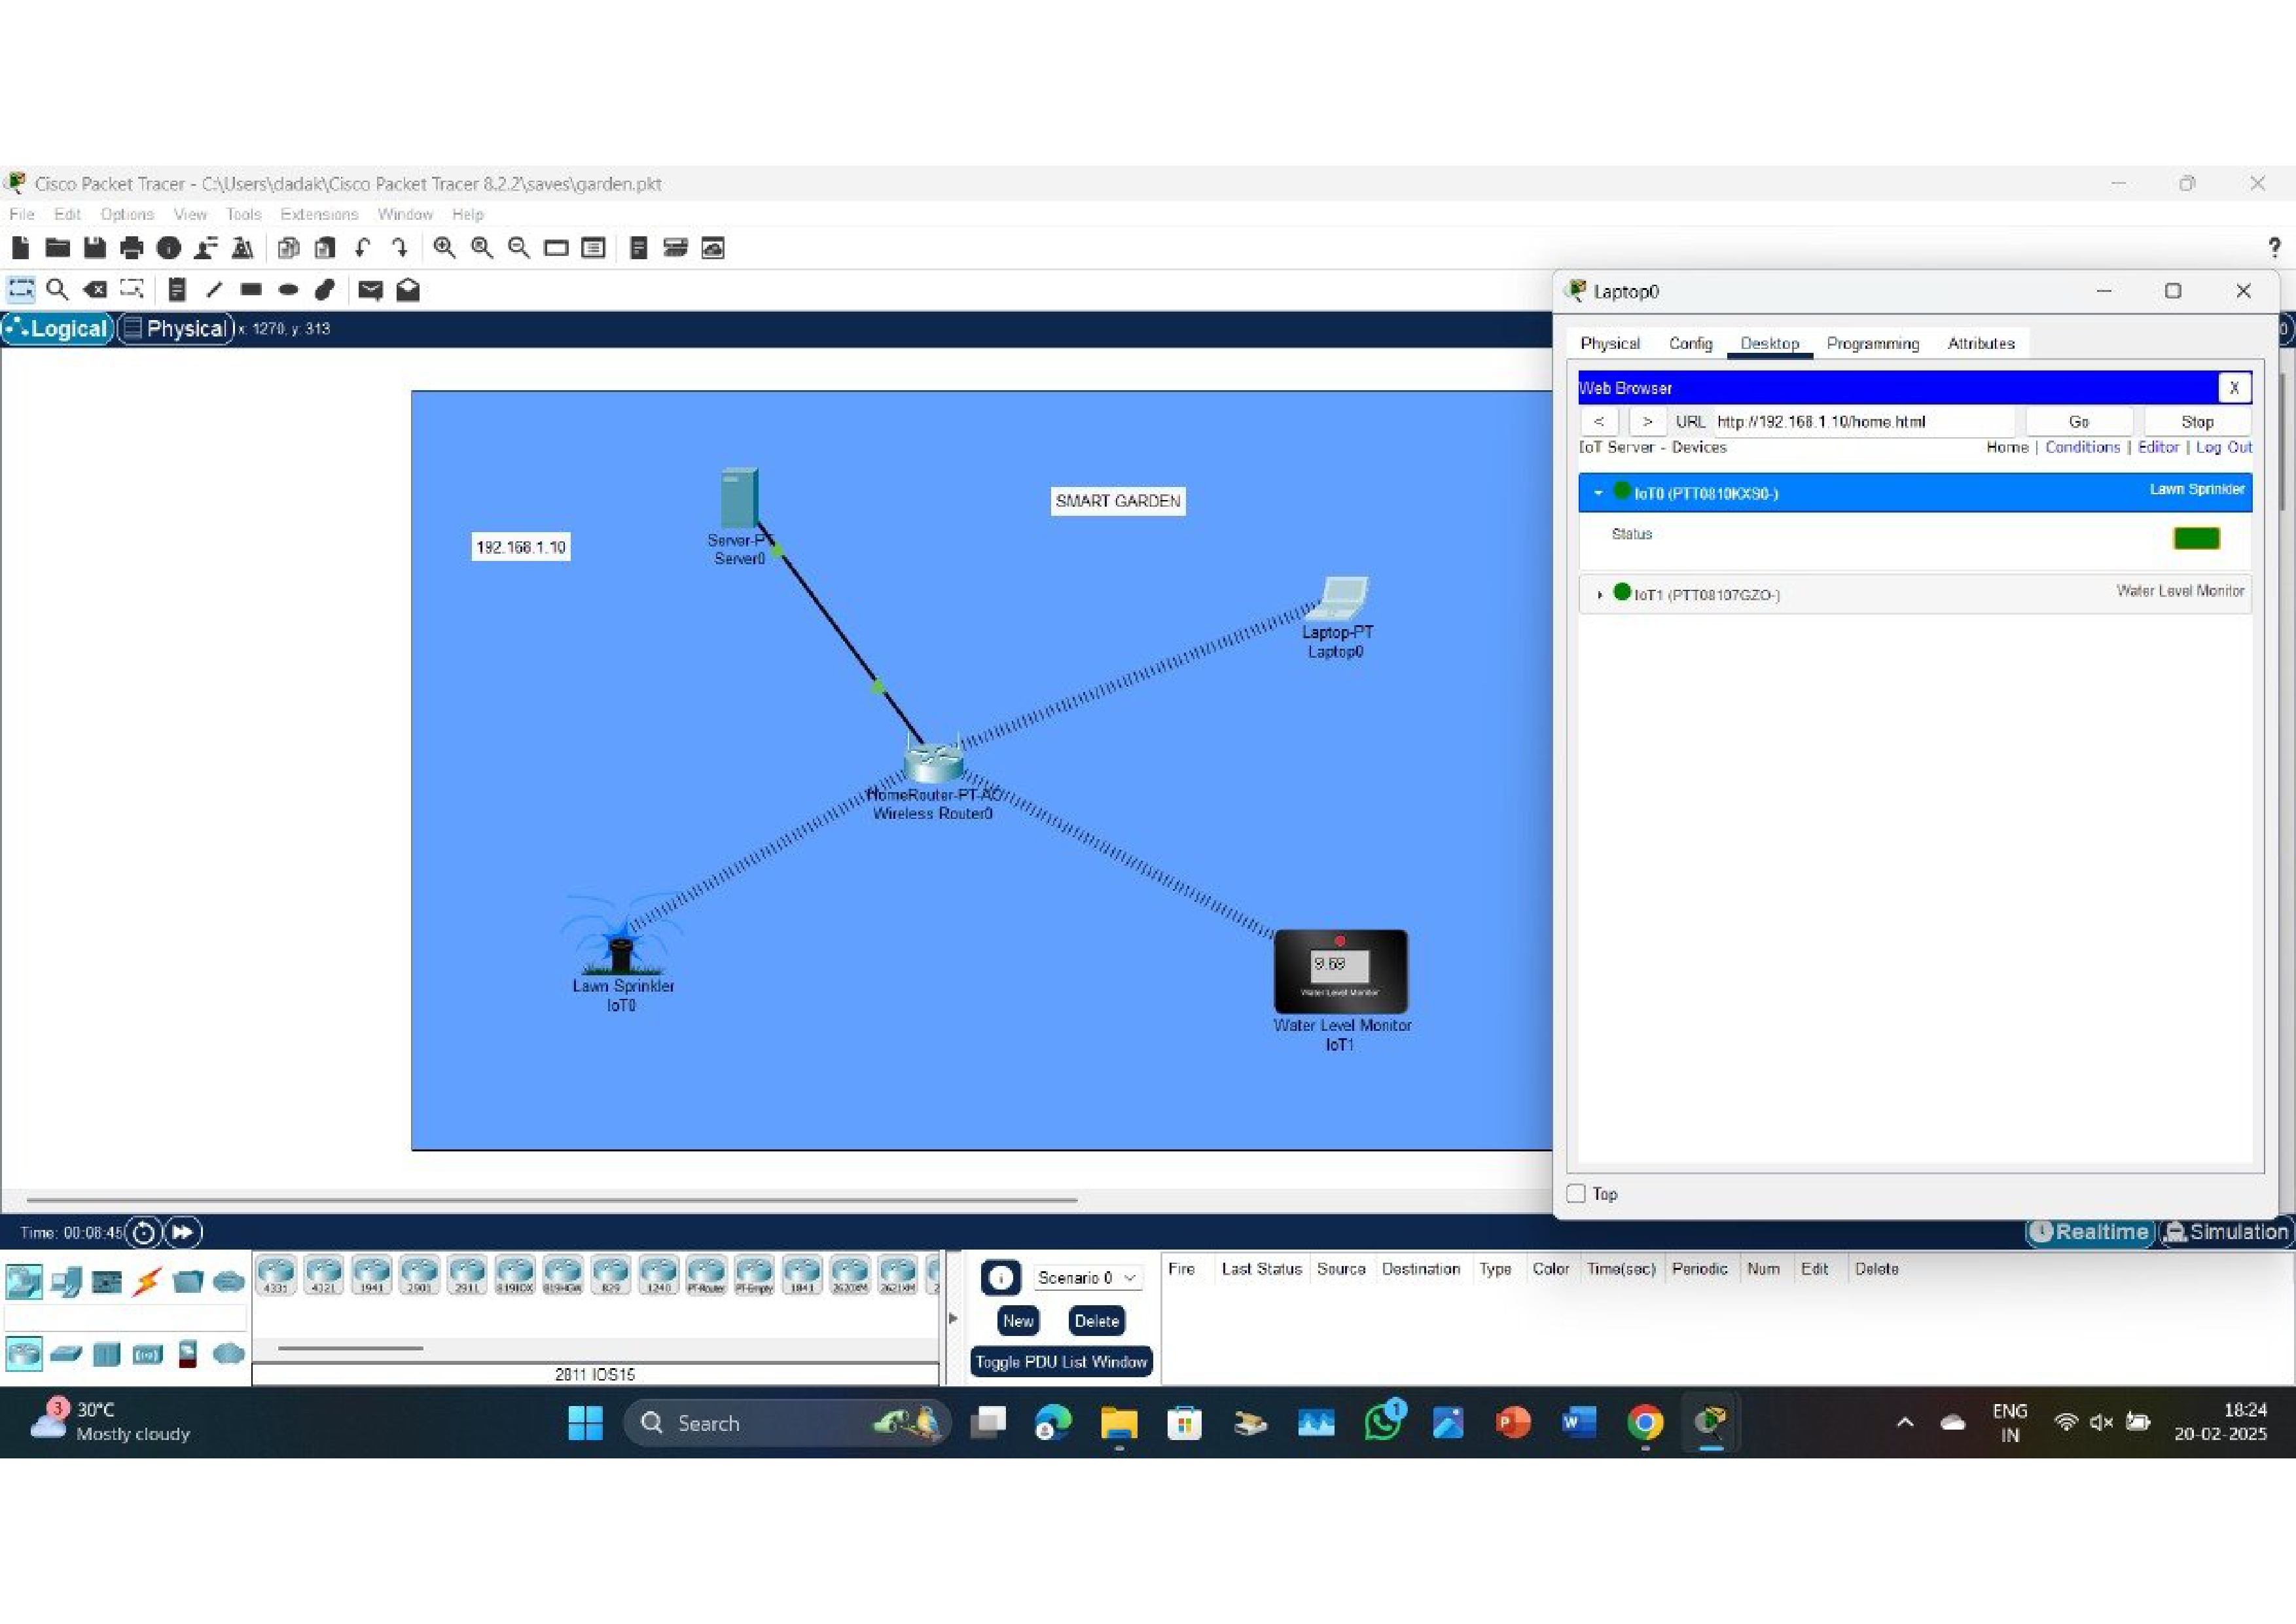 Cisco Packet Tracer - C:\Users\dadak\Cisco Packet Tracer 8.2.2\saves\garden.pkt
File Edit Options View Tools Extensions Window Help
?
Logical Physical x: 1270, y: 313
192.168.1.10
SMART GARDEN
Server-PT
Server0
Laptop-PT
Laptop0
HomeRouter-PT-AC
Wireless Router0
Lawn Sprinkler
IoT0
9.69
Water Level Monitor
Water Level Monitor
IoT1
Laptop0
Physical Config Desktop Programming Attributes
Web Browser X
< > URL http://192.168.1.10/home.html Go Stop
IoT Server - Devices Home | Conditions | Editor | Log Out
IoT0 (PTT0810KXS0-) Lawn Sprinkler
Status
IoT1 (PTT08107GZO-) Water Level Monitor
Top
Time: 00:08:45 Realtime Simulation
4331 4321 1941 2901 2911 819IOX 819HGW 829 1240 PT-Router PT-Empty 1841 2620XM 2621XM 2
2811 IOS15
Scenario 0
New Delete
Toggle PDU List Window
Fire Last Status Source Destination Type Color Time(sec) Periodic Num Edit Delete
3 30°C
Mostly cloudy
Search
1
ENG
IN
18:24
20-02-2025